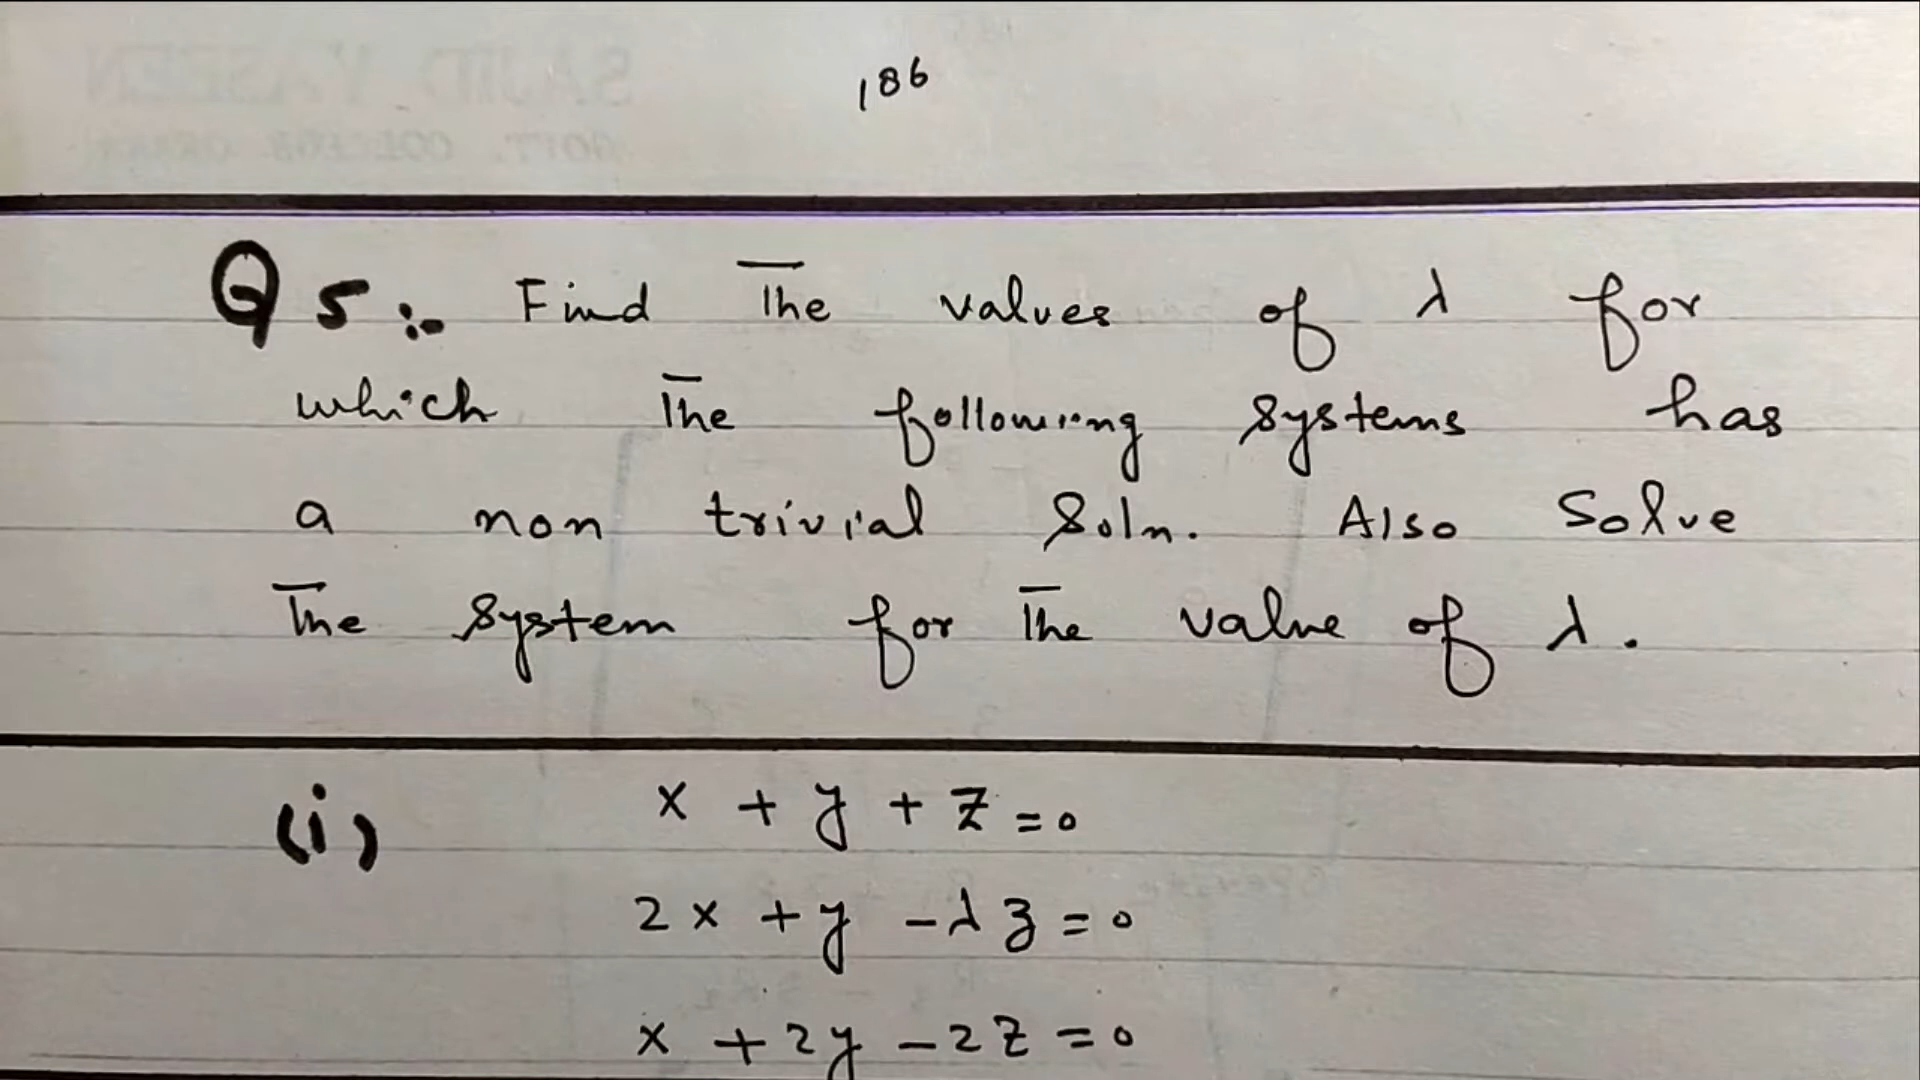 186
Q5:- Find The values of λ for
which The following systems has
a non trivial Soln. Also Solve
The System for The value of λ.
(i) x + y + z = 0
2x + y - λz = 0
x + 2y - 2z = 0